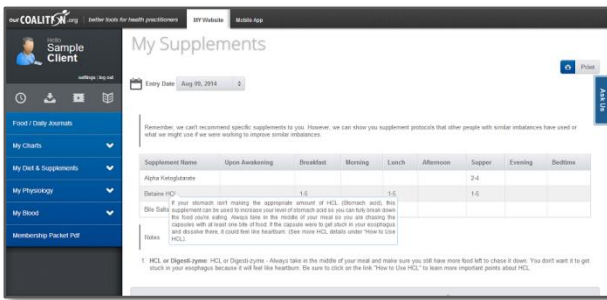 our COALITION.org | better tools for health practitioners MY Website Mobile App
Hello
Sample
Client
settings | log out
My Supplements
Print
Entry Date Aug 09, 2014
Ask Us
Food / Daily Journals
My Charts
My Diet & Supplements
My Physiology
My Blood
Membership Packet Pdf
Remember, we can't recommend specific supplements to you. However, we can show you supplement protocols that other people with similar imbalances have used or
what we might use if we were working to improve similar imbalances.
Supplement Name Upon Awakening Breakfast Morning Lunch Afternoon Supper Evening Bedtime
Alpha Ketoglutarate 2-4
Betaine HCL 1-5 1-5 1-5
Bile Salts
If your stomach isn't making the appropriate amount of HCL (Stomach acid), this
supplement can be used to increase your level of stomach acid so you can fully break down
the food you're eating. Always take in the middle of your meal so you are chasing the
capsules with at least one bite of food. If the capsule were to get stuck in your esophagus
and dissolve there, it could feel like heartburn. (See more HCL details under "How to Use
HCL).
Notes
1. HCL or Digesti-zyme: HCL or Digesti-zyme - Always take in the middle of your meal and make sure you still have more food left to chase it down. You don't want it to get
stuck in your esophagus because it will feel like heartburn. Be sure to click on the link "How to Use HCL" to learn more important points about HCL.